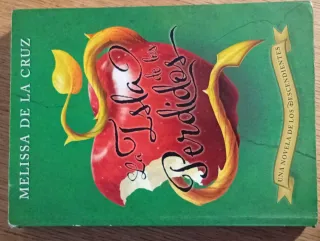 MELISSA DE LA CRUZ
La Isla
de los
Perdidos
UNA NOVELA DE LOS DESCENDIENTES